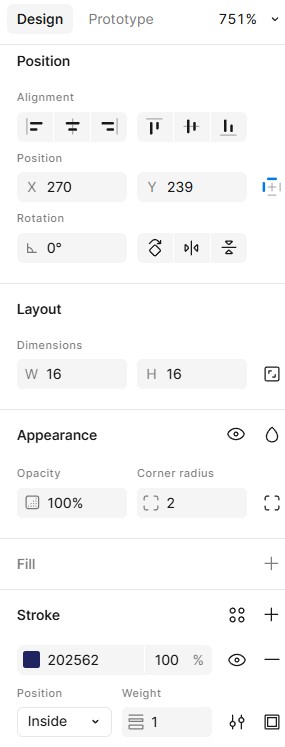 Design Prototype 751%
Position
Alignment
Position
X 270 Y 239
Rotation
0°
Layout
Dimensions
W 16 H 16
Appearance
Opacity Corner radius
100% 2
Fill
Stroke
202562 100 %
Position Weight
Inside 1